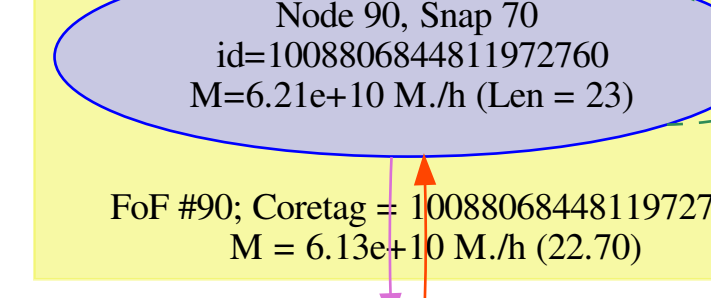 Node 90, Snap 70
id=1008806844811972760
M=6.21e+10 M./h (Len = 23)
FoF #90; Coretag = 10088068448119727
M = 6.13e+10 M./h (22.70)